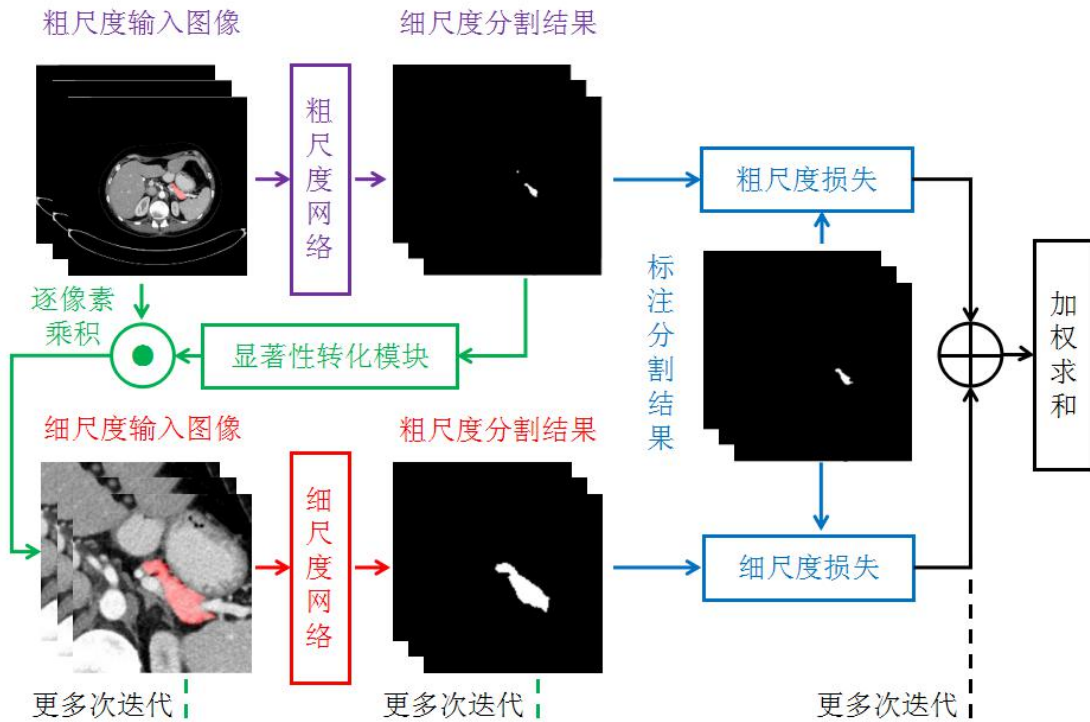 粗尺度输入图像
细尺度分割结果
粗尺度网络
粗尺度损失
标注分割结果
加权求和
逐像素
乘积
显著性转化模块
细尺度输入图像
粗尺度分割结果
细尺度网络
细尺度损失
更多次迭代
更多次迭代
更多次迭代